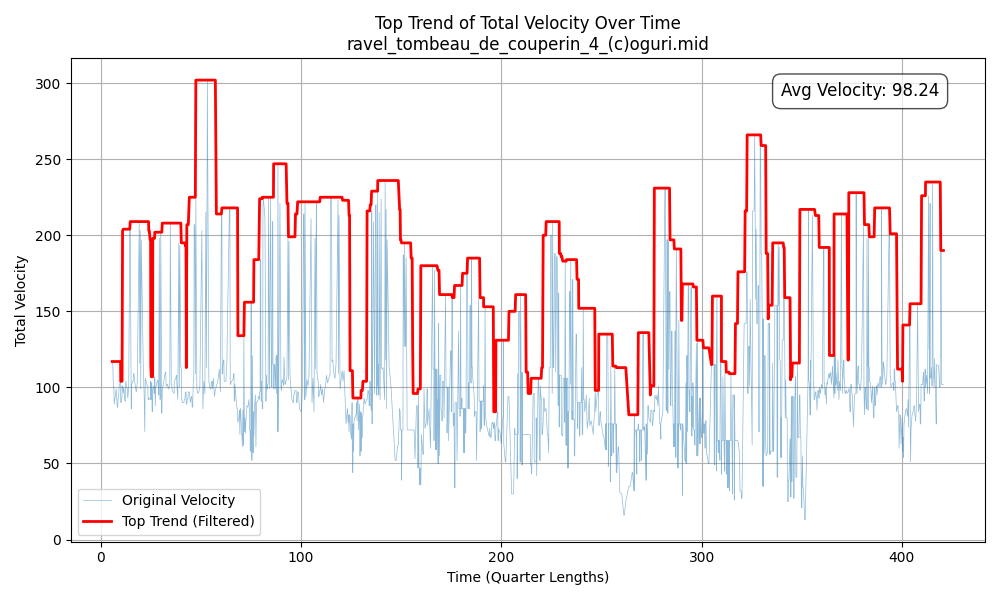 Top Trend of Total Velocity Over Time
ravel_tombeau_de_couperin_4_(c)oguri.mid
Avg Velocity: 98.24
Total Velocity
300
250
200
150
100
50
0
Original Velocity
Top Trend (Filtered)
0 100 200 300 400
Time (Quarter Lengths)